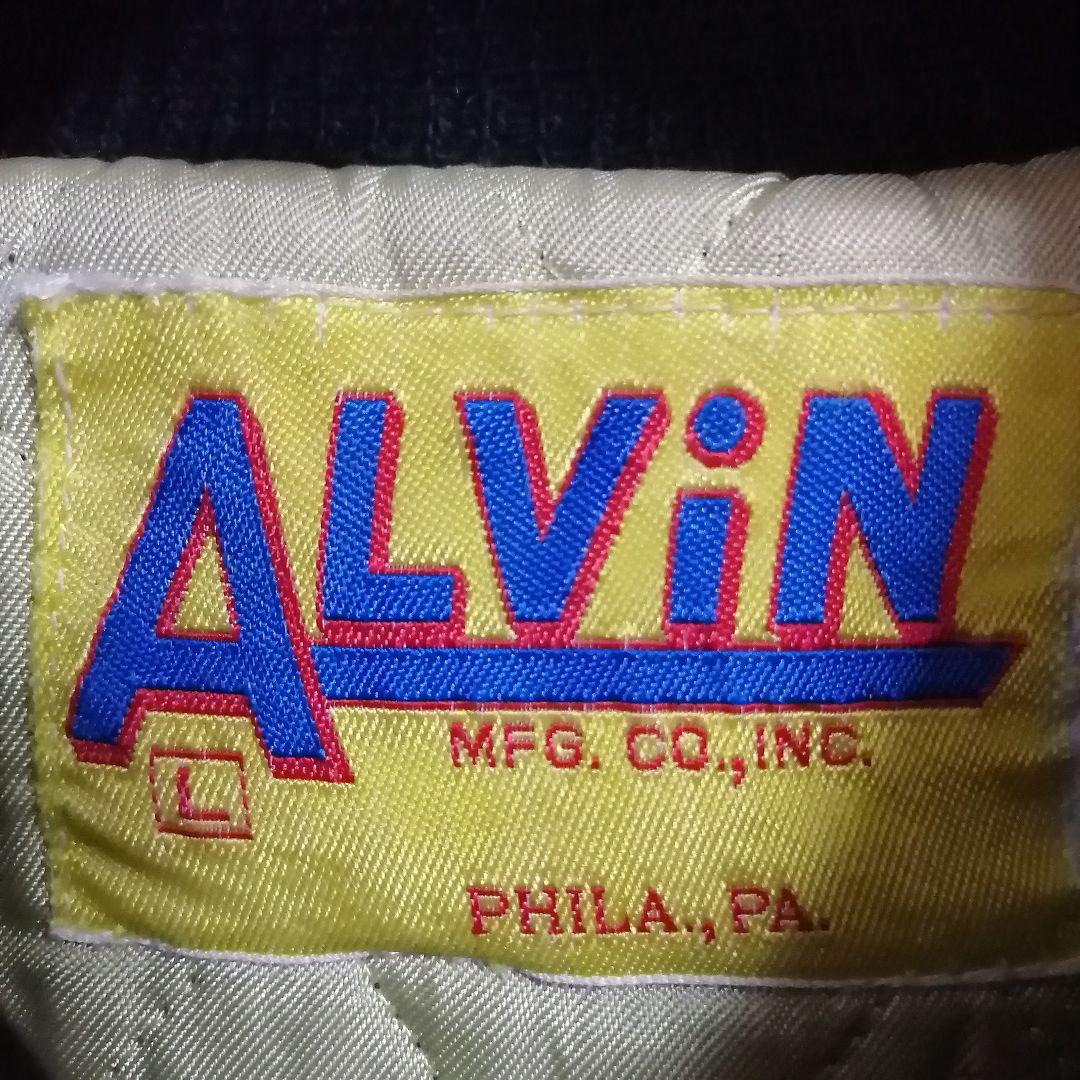 ALViN
MFG. CO., INC.
L
PHILA., PA.